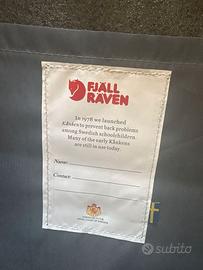 FJÄLL
RÄVEN
In 1978 we launched
Kånken to prevent back problems
among Swedish schoolchildren.
Many of the early Kånkens
are still in use today.
Name:
Contact:
subito